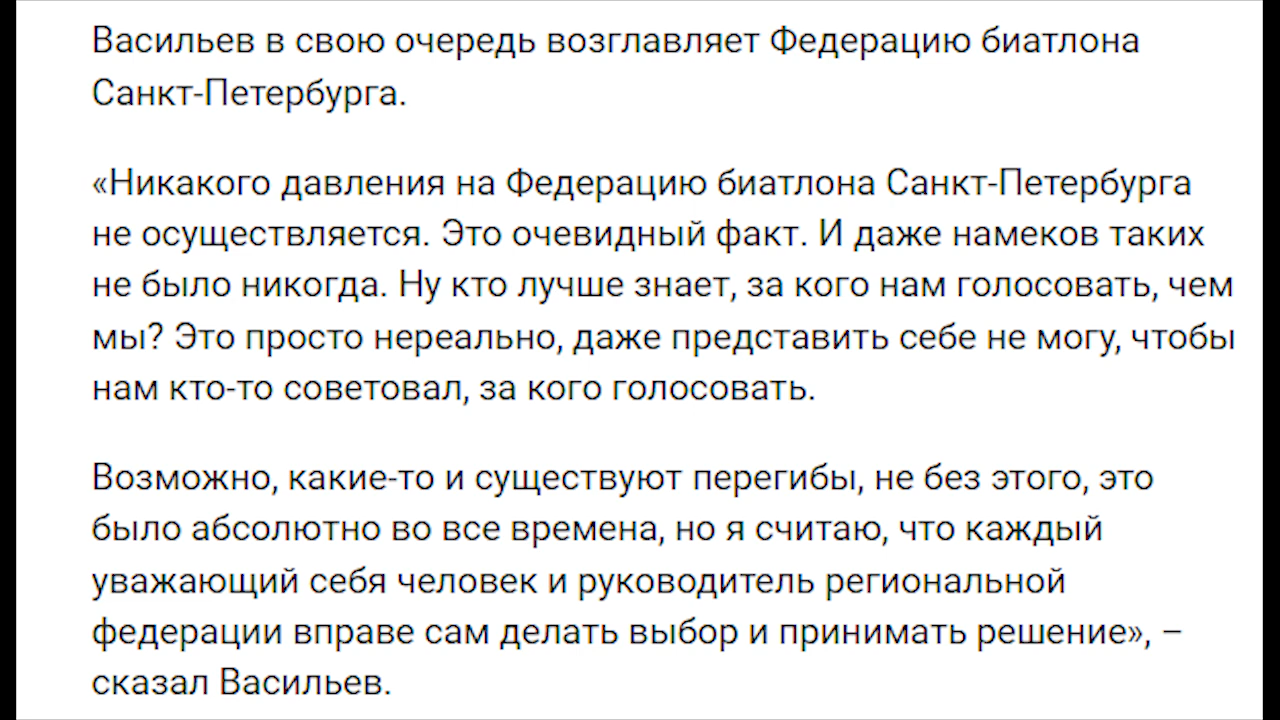 Васильев в свою очередь возглавляет Федерацию биатлона
Санкт-Петербурга.
«Никакого давления на Федерацию биатлона Санкт-Петербурга
не осуществляется. Это очевидный факт. И даже намеков таких
не было никогда. Ну кто лучше знает, за кого нам голосовать, чем
мы? Это просто нереально, даже представить себе не могу, чтобы
нам кто-то советовал, за кого голосовать.
Возможно, какие-то и существуют перегибы, не без этого, это
было абсолютно во все времена, но я считаю, что каждый
уважающий себя человек и руководитель региональной
федерации вправе сам делать выбор и принимать решение», –
сказал Васильев.